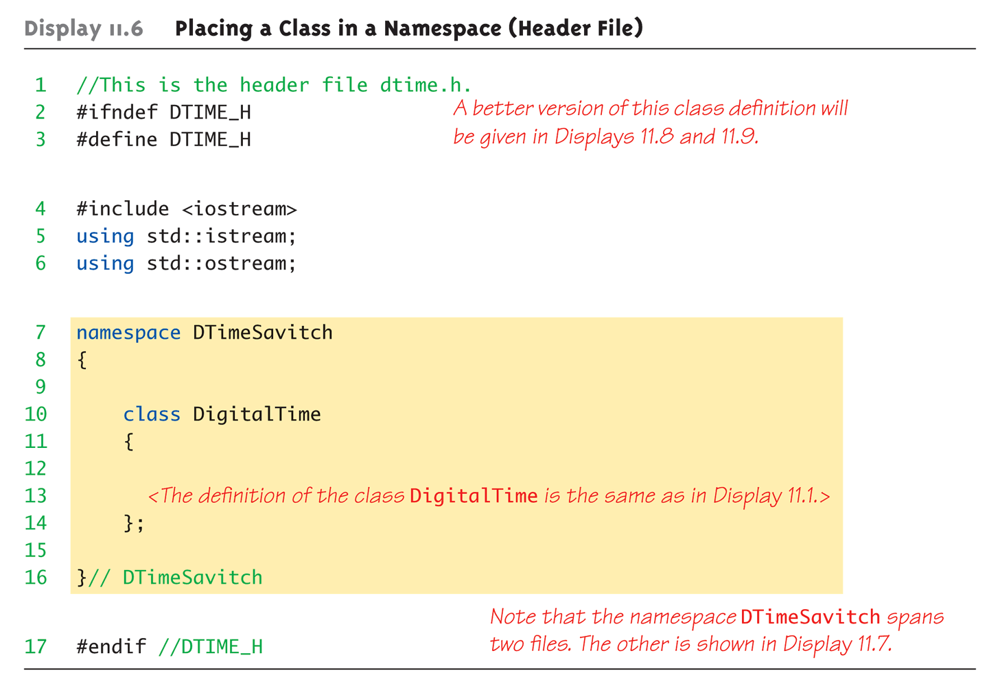 Display 11.6 Placing a Class in a Namespace (Header File)
1 //This is the header file dtime.h.
2 #ifndef DTIME_H
3 #define DTIME_H
A better version of this class definition will
be given in Displays 11.8 and 11.9.
4 #include <iostream>
5 using std::istream;
6 using std::ostream;
7 namespace DTimeSavitch
8 {
9
10 class DigitalTime
11 {
12
13 <The definition of the class DigitalTime is the same as in Display 11.1.>
14 };
15
16 }// DTimeSavitch
Note that the namespace DTimeSavitch spans
two files. The other is shown in Display 11.7.
17 #endif //DTIME_H